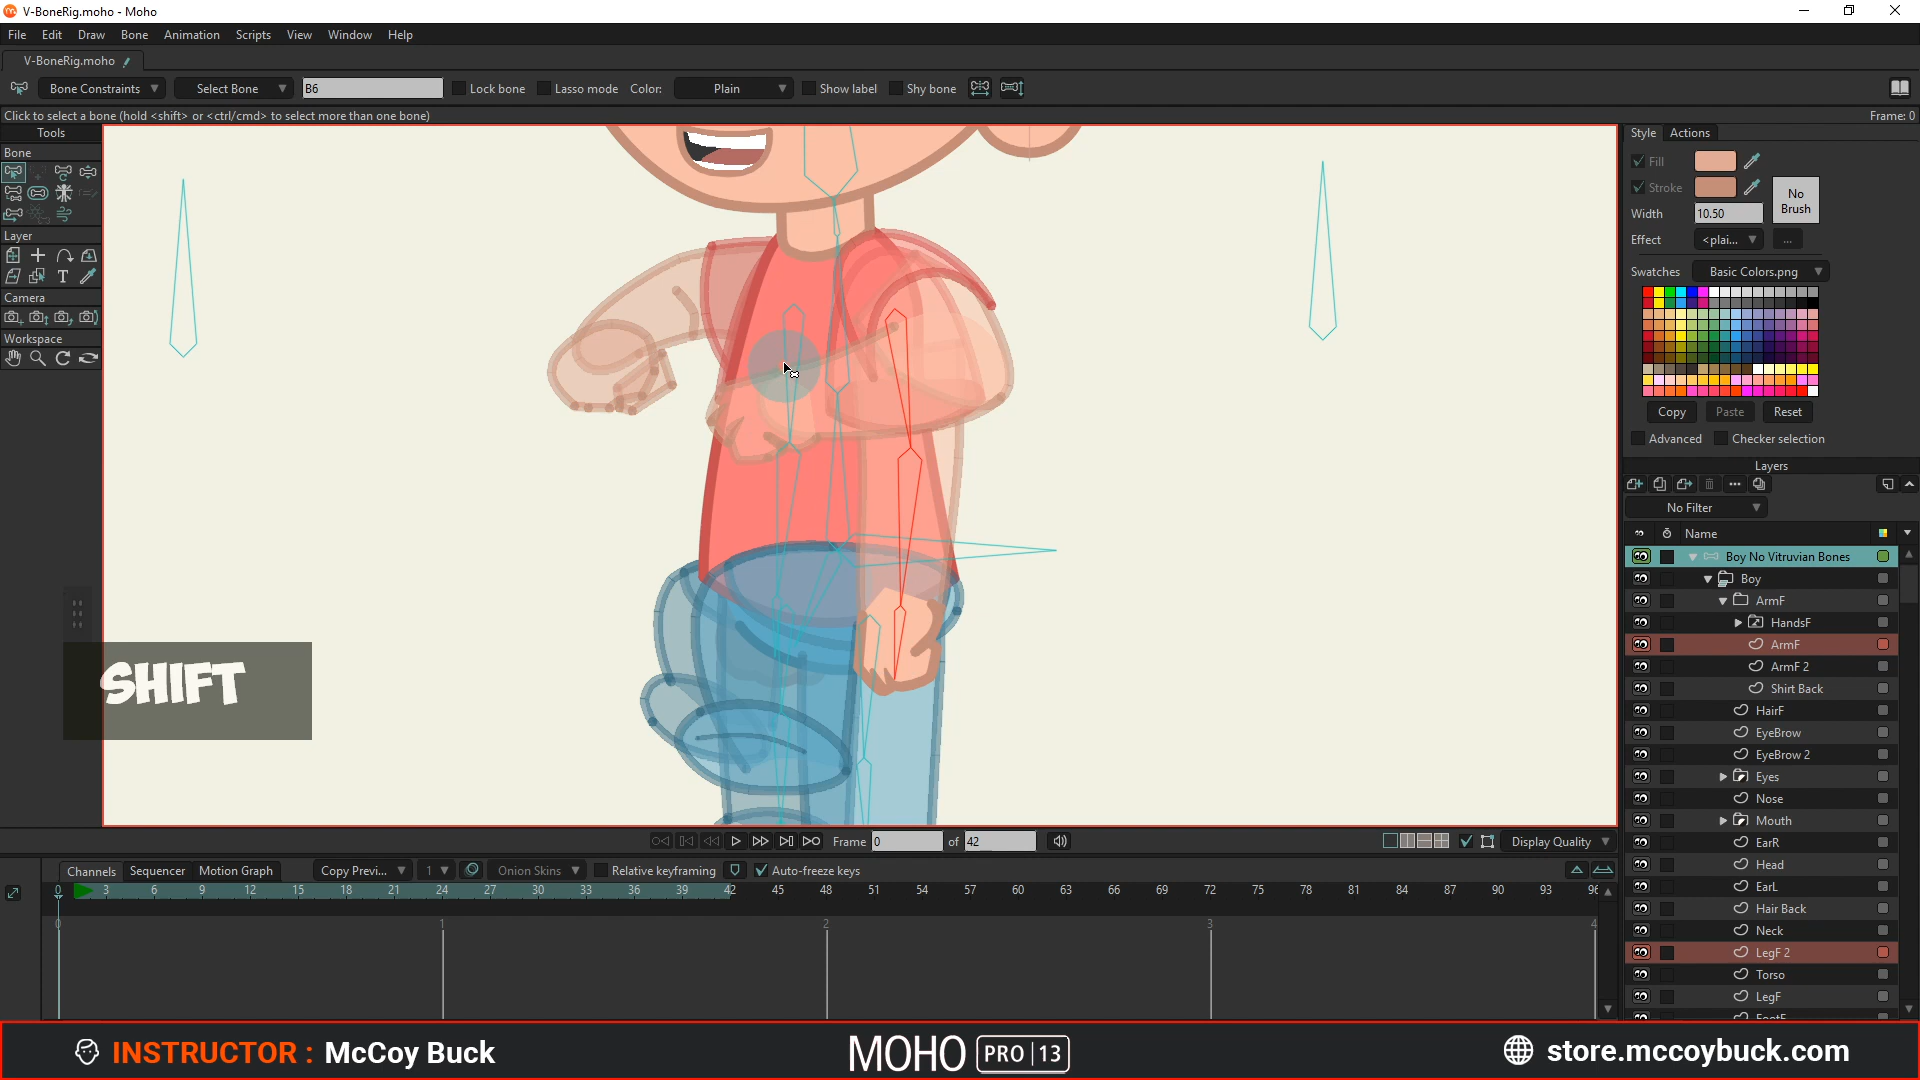 V-BoneRig.moho - Moho
File Edit Draw Bone Animation Scripts View Window Help
V-BoneRig.moho
Bone Constraints Select Bone B6 Lock bone Lasso mode Color: Plain Show label Shy bone
Click to select a bone (hold <shift> or <ctrl/cmd> to select more than one bone) Frame: 0
Tools
Bone
Layer
Camera
Workspace
SHIFT
Style Actions
Fill
Stroke
No Brush
Width 10.50
Effect <plai... ...
Swatches Basic Colors.png
Copy Paste Reset
Advanced Checker selection
Layers
No Filter
Name
Boy No Vitruvian Bones
Boy
ArmF
HandsF
ArmF
ArmF 2
Shirt Back
HairF
EyeBrow
EyeBrow 2
Eyes
Nose
Mouth
EarR
Head
EarL
Hair Back
Neck
LegF 2
Torso
LegF
Frame 0 of 42 Display Quality
Channels Sequencer Motion Graph Copy Previ... 1 Onion Skins Relative keyframing Auto-freeze keys
0 3 6 9 12 15 18 21 24 27 30 33 36 39 42 45 48 51 54 57 60 63 66 69 72 75 78 81 84 87 90 93
0 1 2 3 4
INSTRUCTOR : McCoy Buck
MOHO PRO 13
store.mccoybuck.com